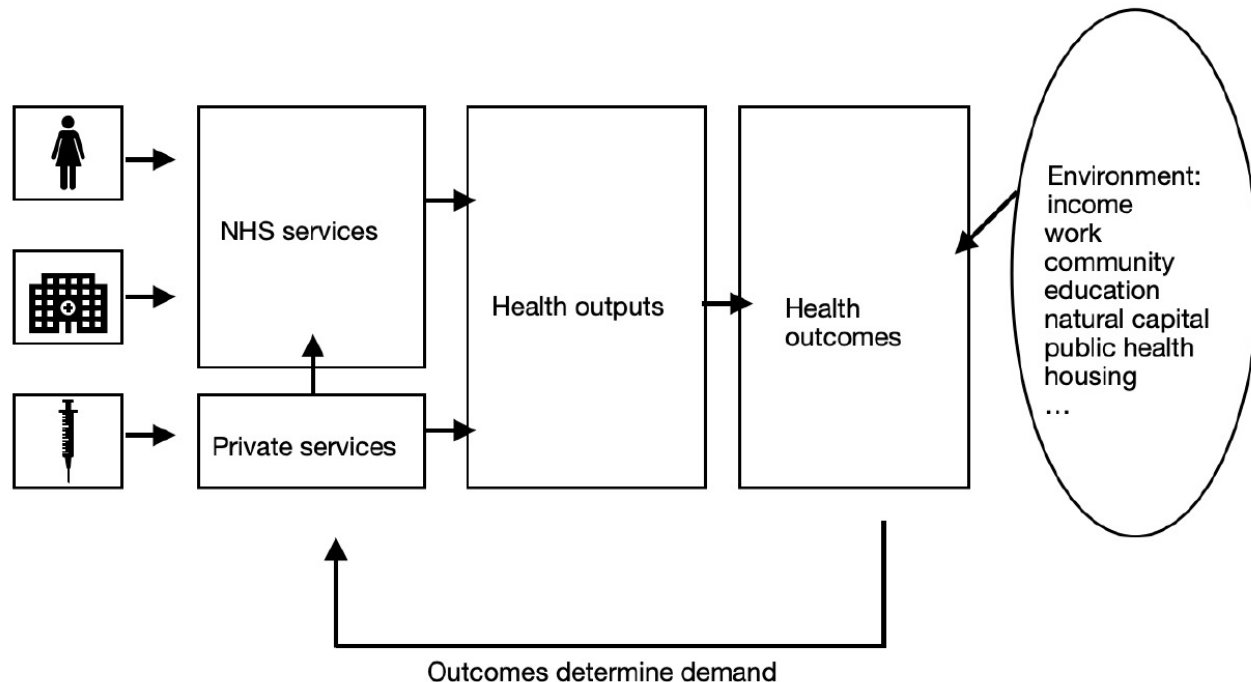 NHS services
Private services
Health outputs
Health
outcomes
Environment:
income
work
community
education
natural capital
public health
housing
...
Outcomes determine demand